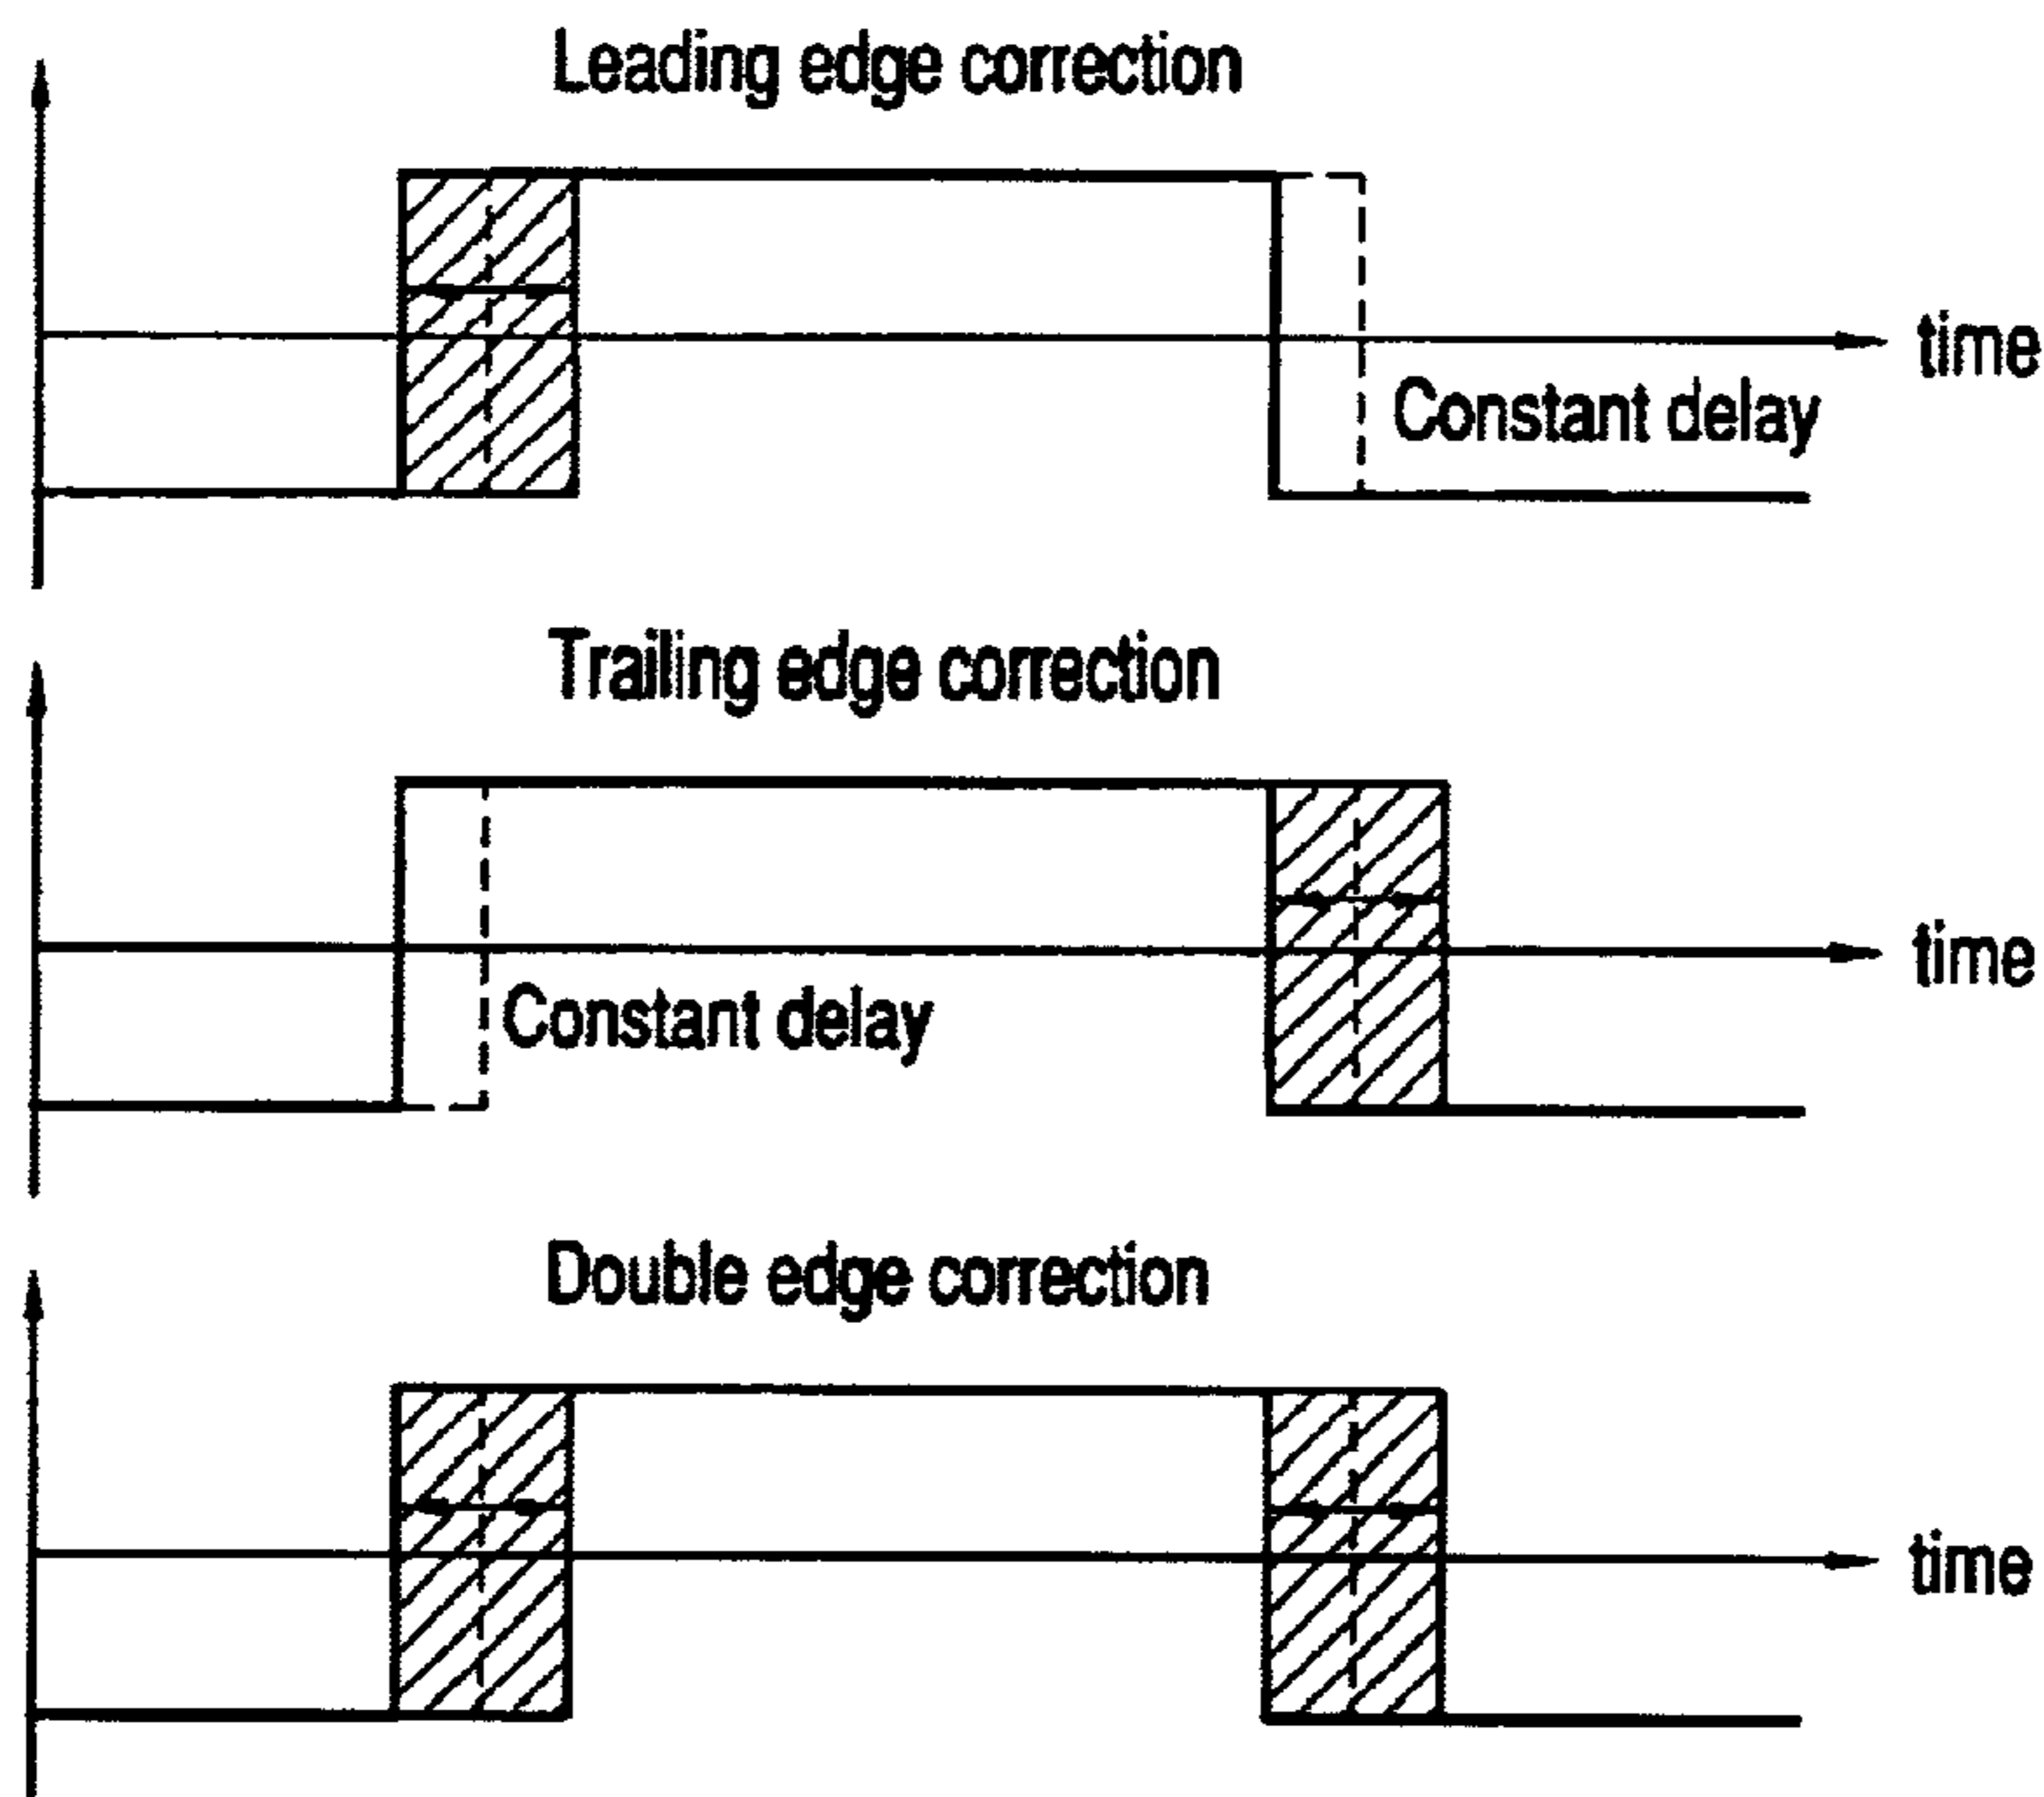 Leading edge correction
time
Constant delay
Trailing edge correction
time
Constant delay
Double edge correction
time